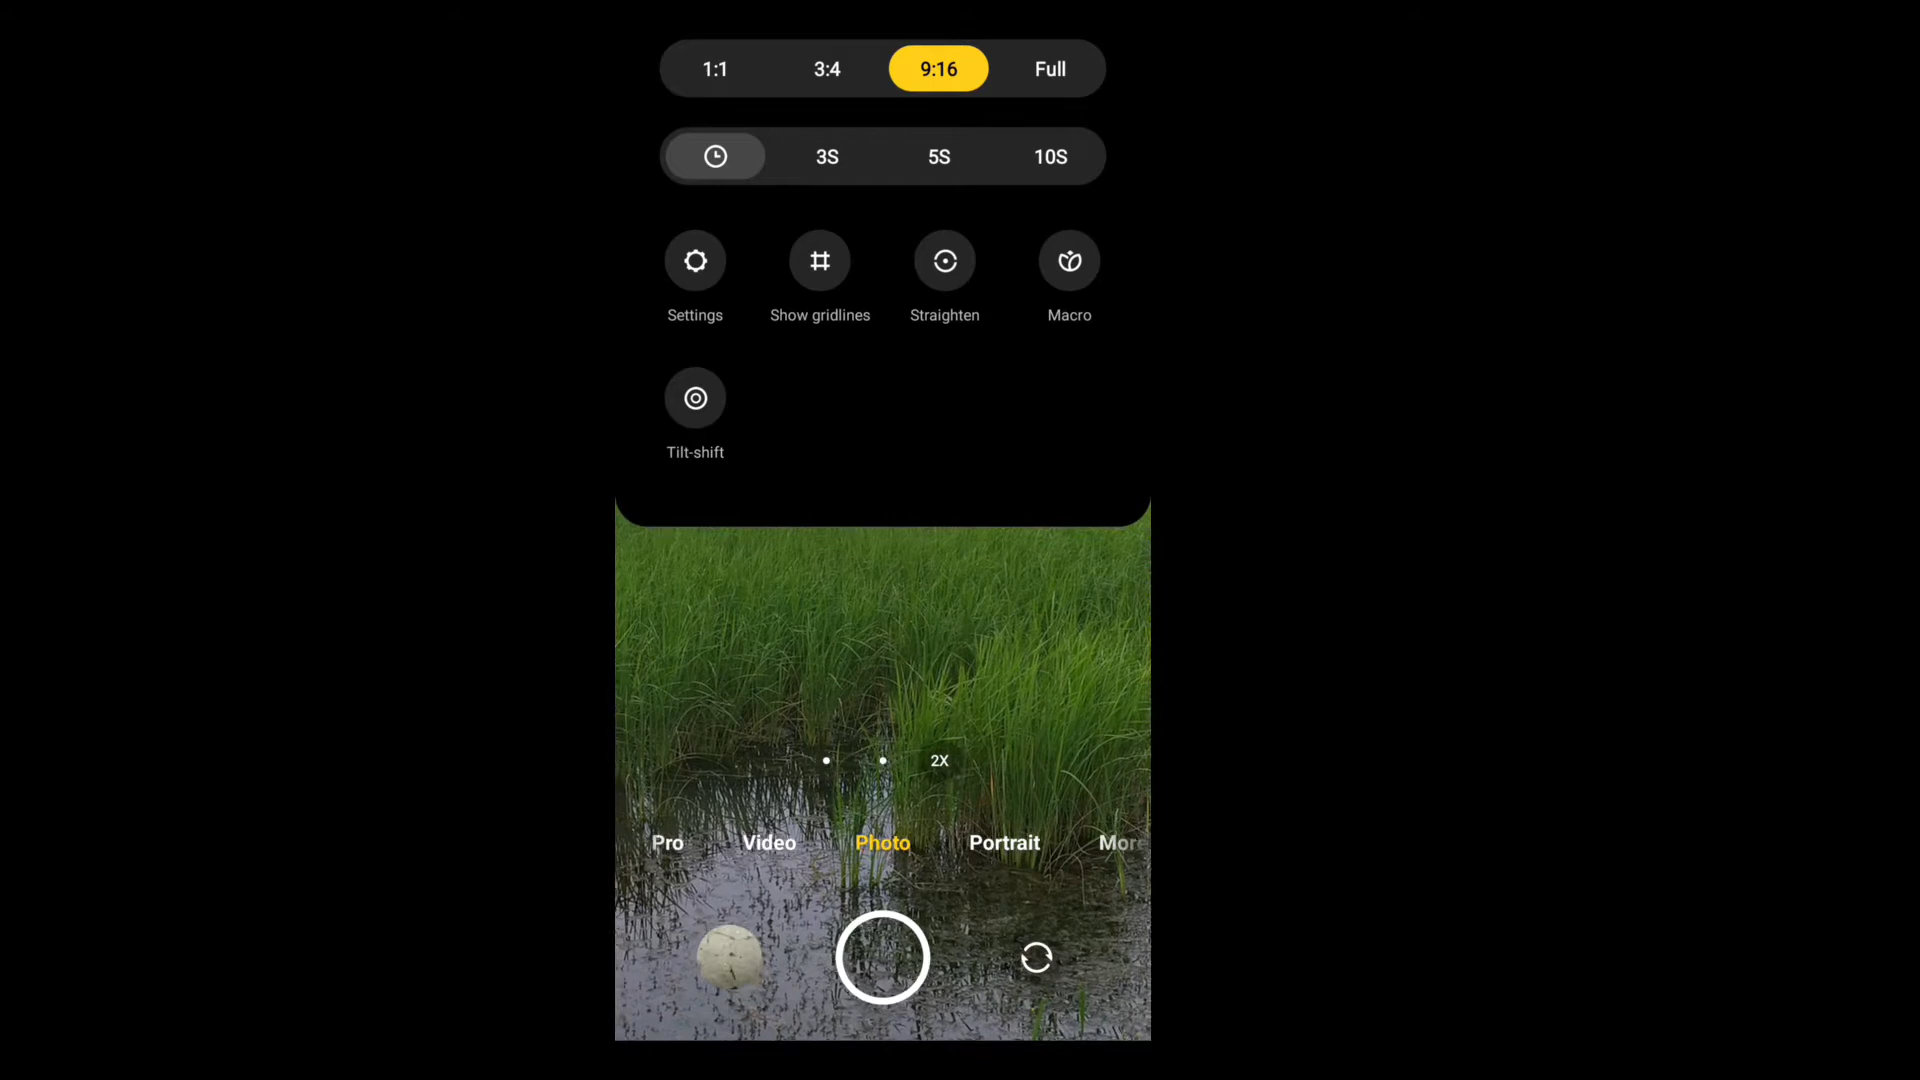 1:1 3:4 9:16 Full
3S 5S 10S
Settings Show gridlines Straighten Macro
Tilt-shift
2X
Pro Video Photo Portrait More